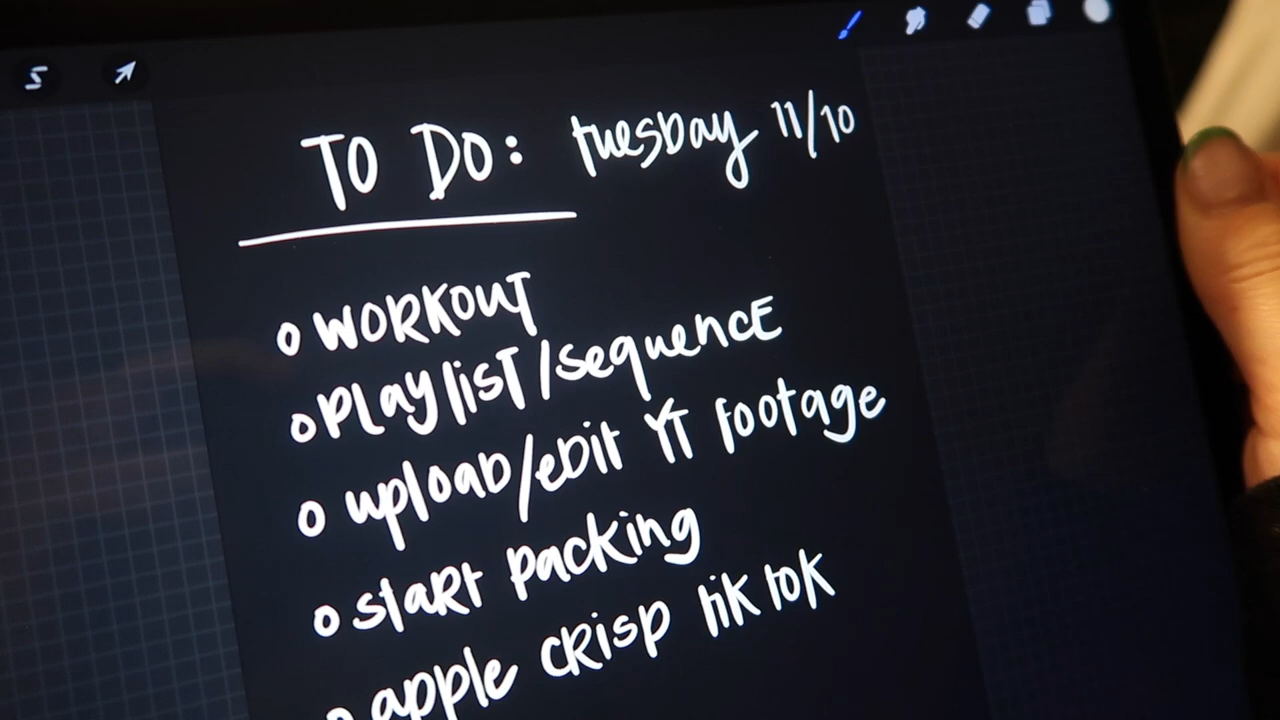 TO DO: tuesday 11/10
o WORKOUT
o playlist/sequence
o upload/edit YT footage
o start packing
o apple crisp tik tok